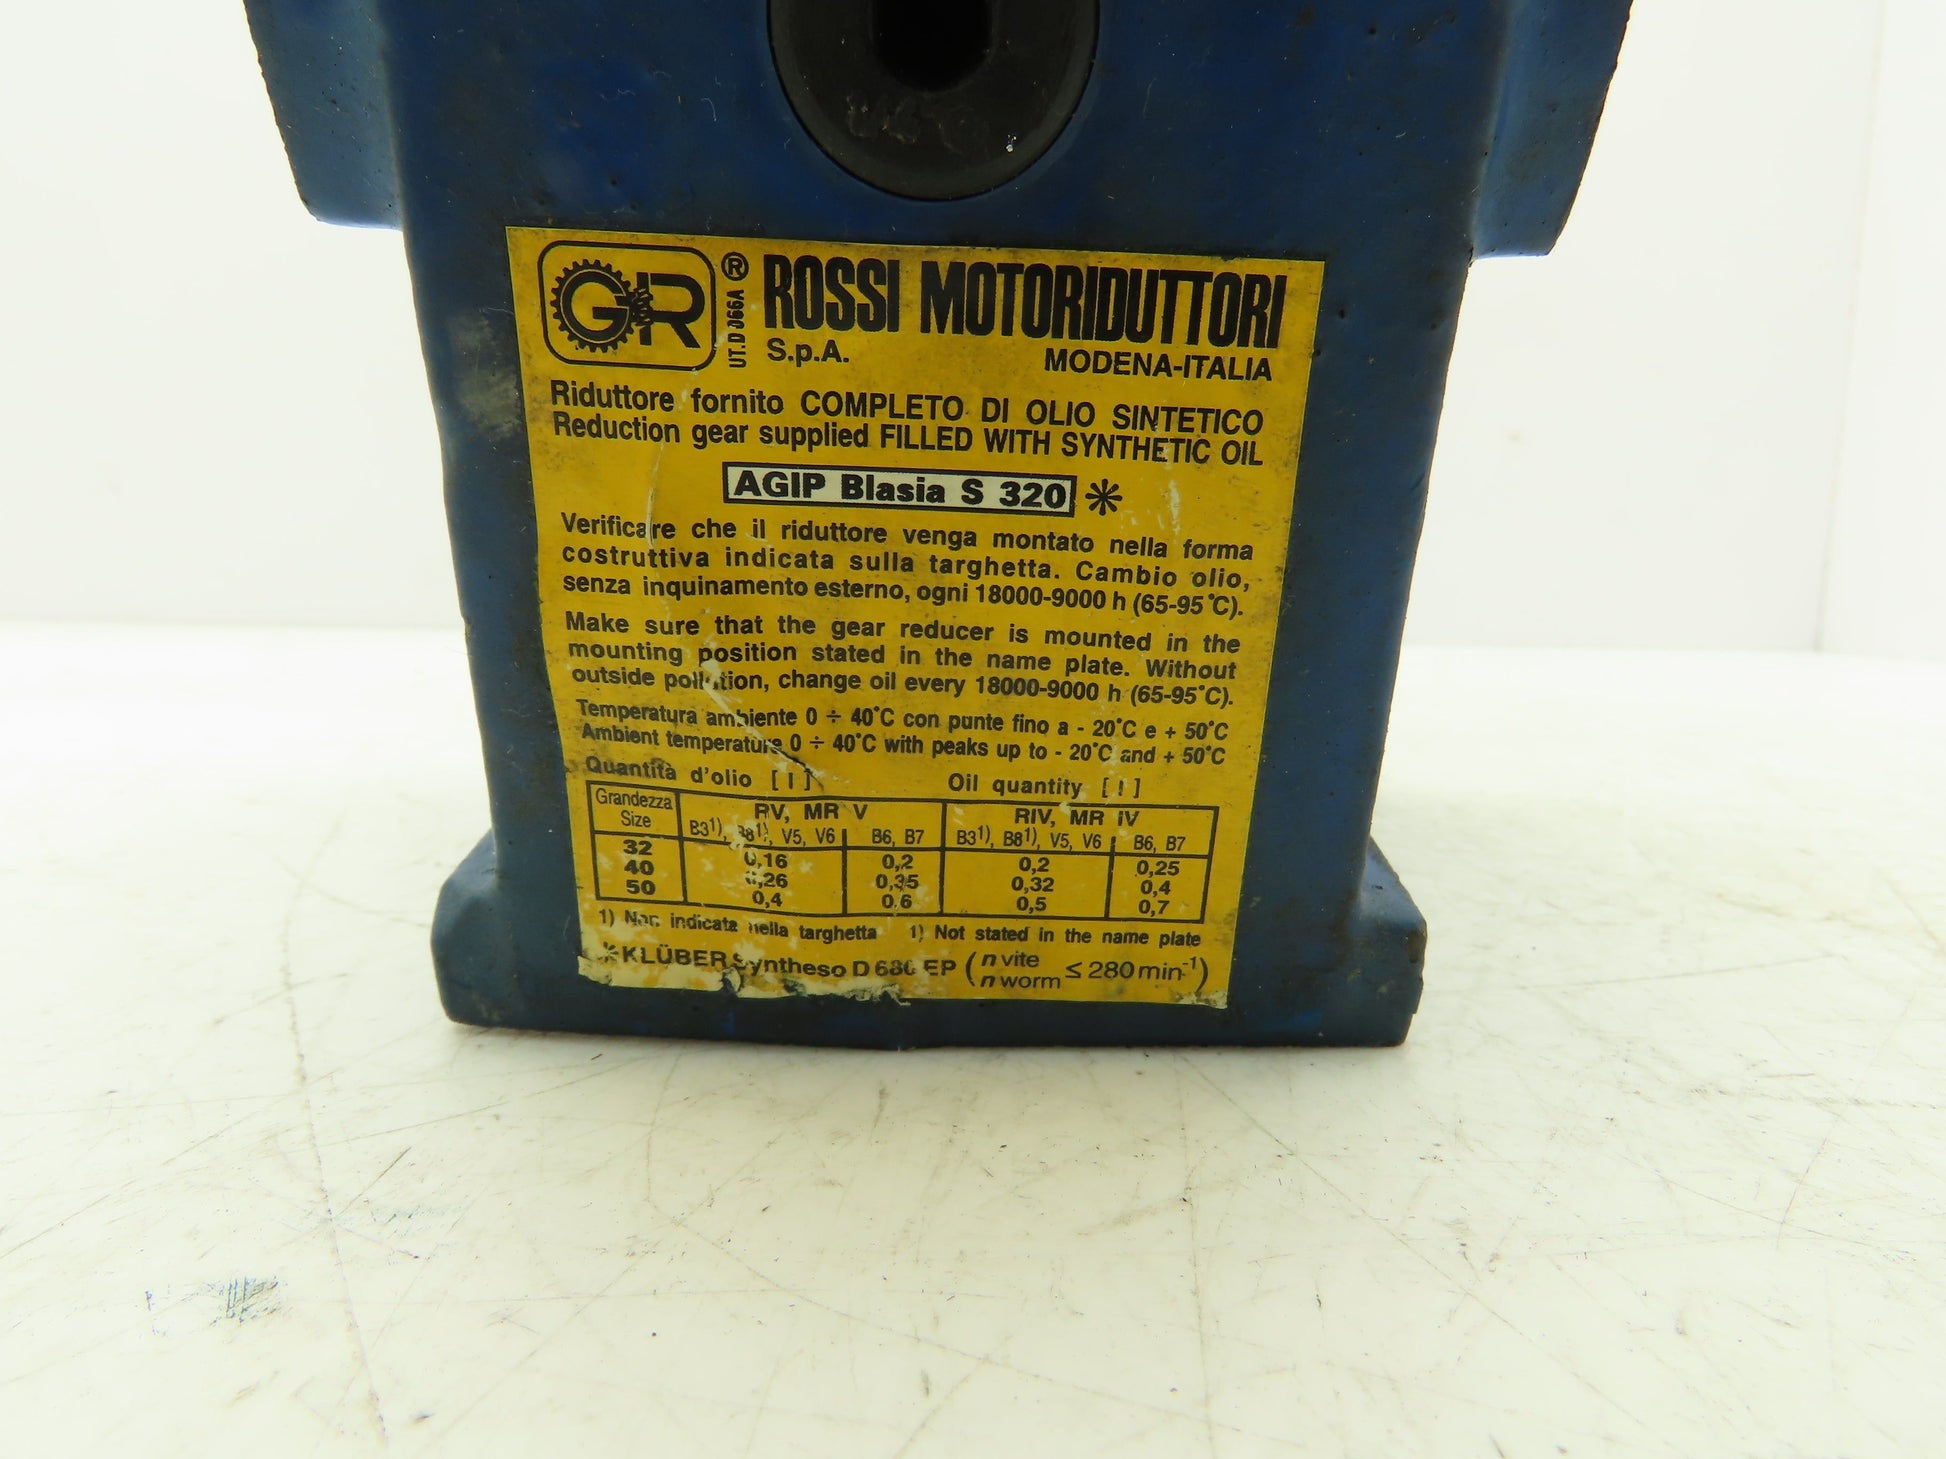 GR ® ROSSI MOTORIDUTTORI
UT.D 066A
S.p.A. MODENA-ITALIA
Riduttore fornito COMPLETO DI OLIO SINTETICO
Reduction gear supplied FILLED WITH SYNTHETIC OIL
AGIP Blasia S 320 *
Verificare che il riduttore venga montato nella forma
costruttiva indicata sulla targhetta. Cambio olio,
senza inquinamento esterno, ogni 18000-9000 h (65-95°C).
Make sure that the gear reducer is mounted in the
mounting position stated in the name plate. Without
outside pollution, change oil every 18000-9000 h (65-95°C).
Temperatura ambiente 0 ÷ 40°C con punte fino a - 20°C e + 50°C
Ambient temperature 0 ÷ 40°C with peaks up to - 20°C and + 50°C
Quantità d'olio [ l ] Oil quantity [ l ]
Grandezza RV, MR V RIV, MR IV
Size B3¹⁾, B8¹⁾, V5, V6 B6, B7 B3¹⁾, B8¹⁾, V5, V6 B6, B7
32 0,16 0,2 0,2 0,25
40 0,26 0,35 0,32 0,4
50 0,4 0,6 0,5 0,7
1) Non indicata nella targhetta 1) Not stated in the name plate
*KLÜBER Syntheso D 680 EP (n vite
n worm ≤ 280 min⁻¹)